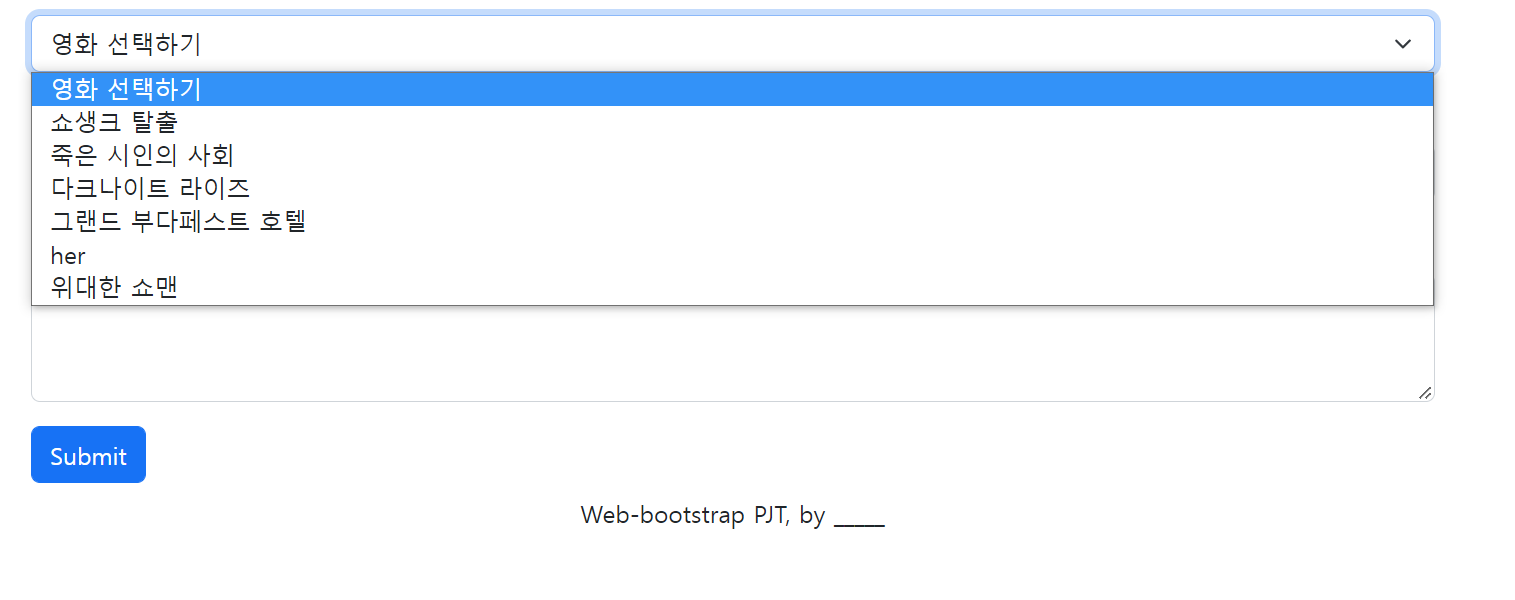 영화 선택하기
영화 선택하기
쇼생크 탈출
죽은 시인의 사회
다크나이트 라이즈
그랜드 부다페스트 호텔
her
위대한 쇼맨
Submit
Web-bootstrap PJT, by _____